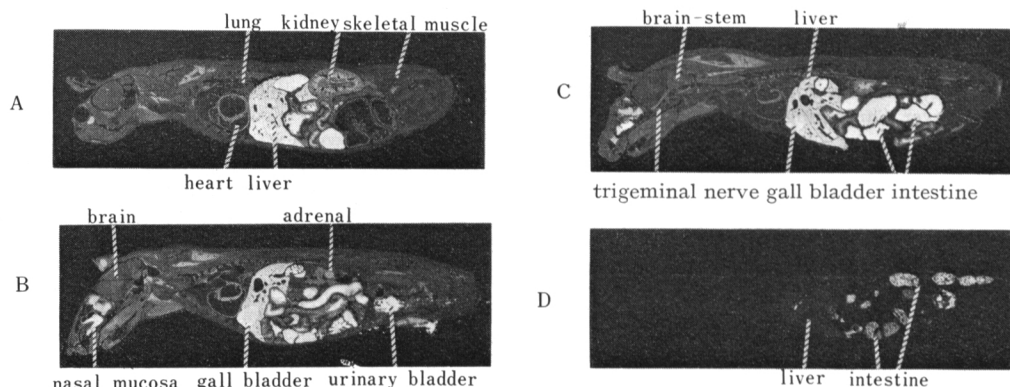 lung kidney skeletal muscle
A
heart liver
brain adrenal
B
nasal mucosa gall bladder urinary bladder
brain-stem liver
C
trigeminal nerve gall bladder intestine
D
liver intestine